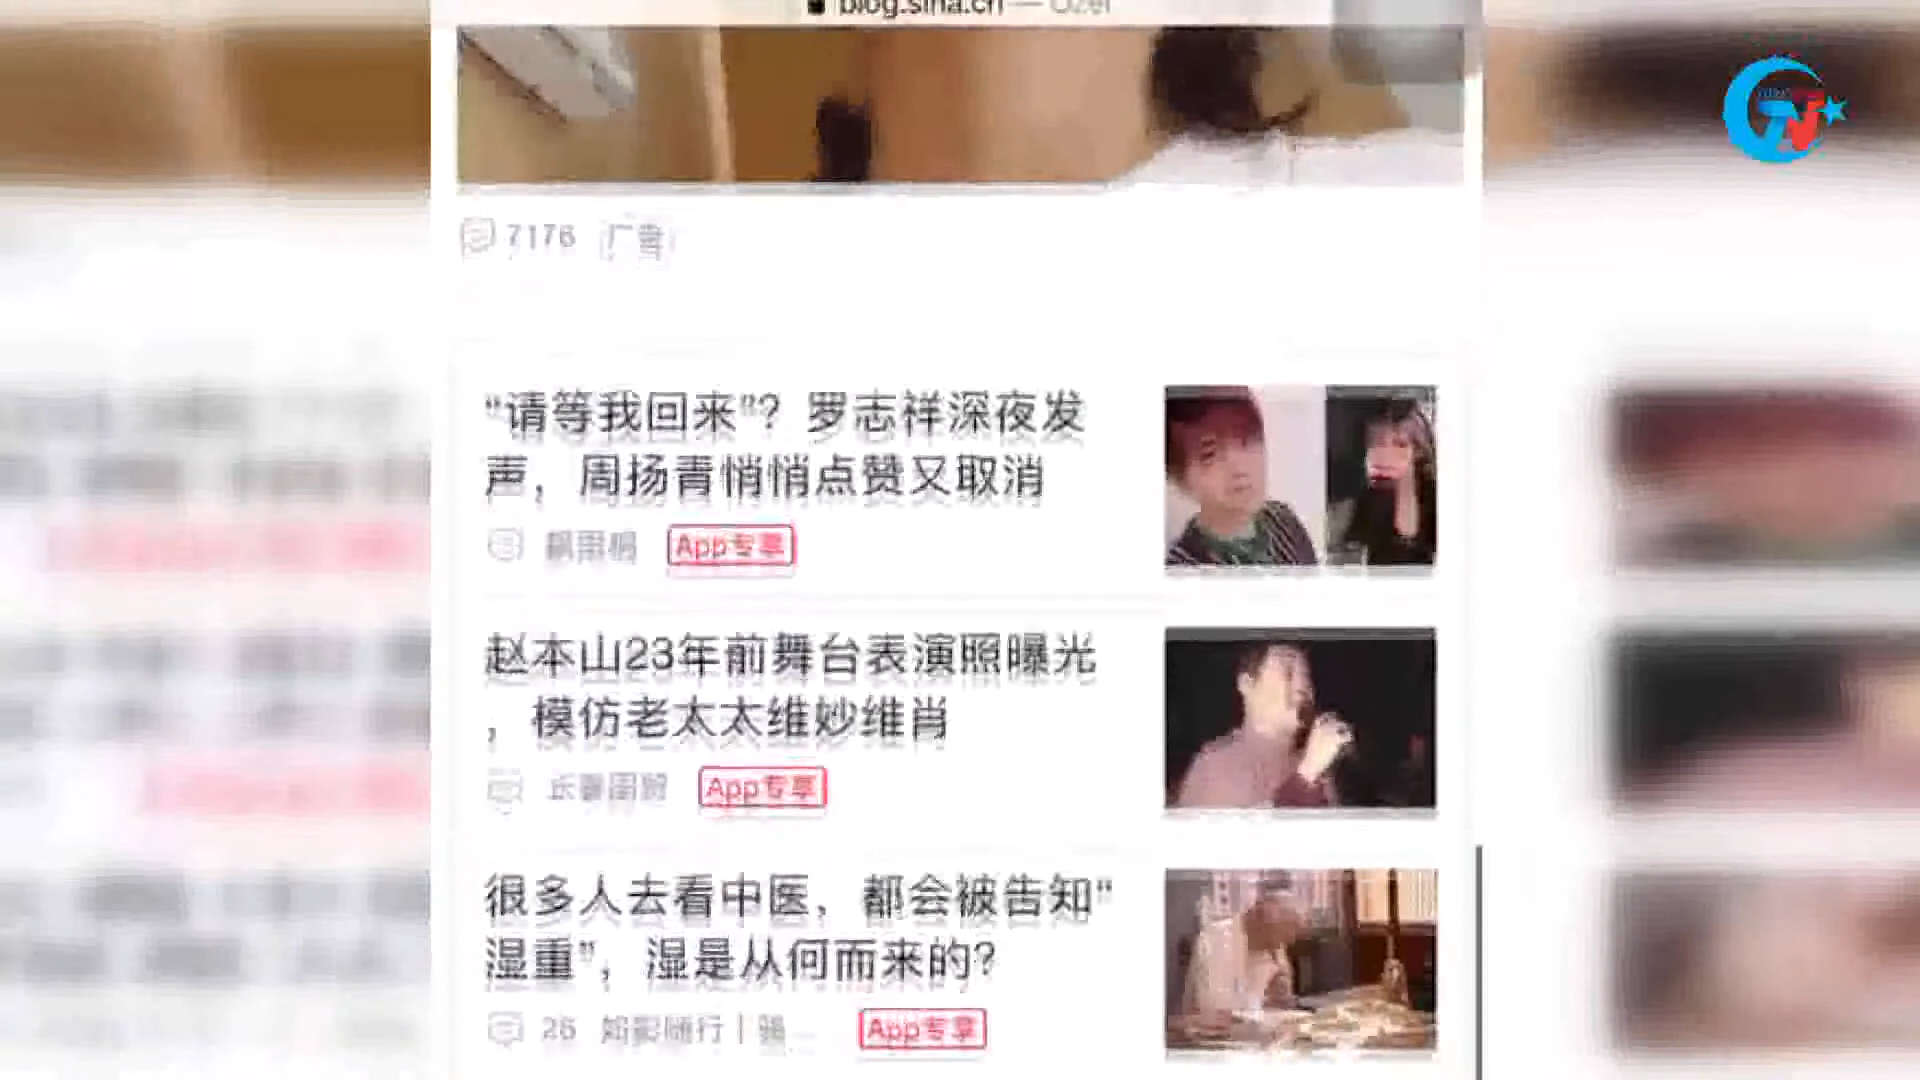 blog.sina.cn — Özel
7176 广告
“请等我回来”？罗志祥深夜发
声，周扬青悄悄点赞又取消
App专享
赵本山23年前舞台表演照曝光
，模仿老太太维妙维肖
App专享
很多人去看中医，都会被告知“
湿重”，湿是从何而来的？
26 App专享